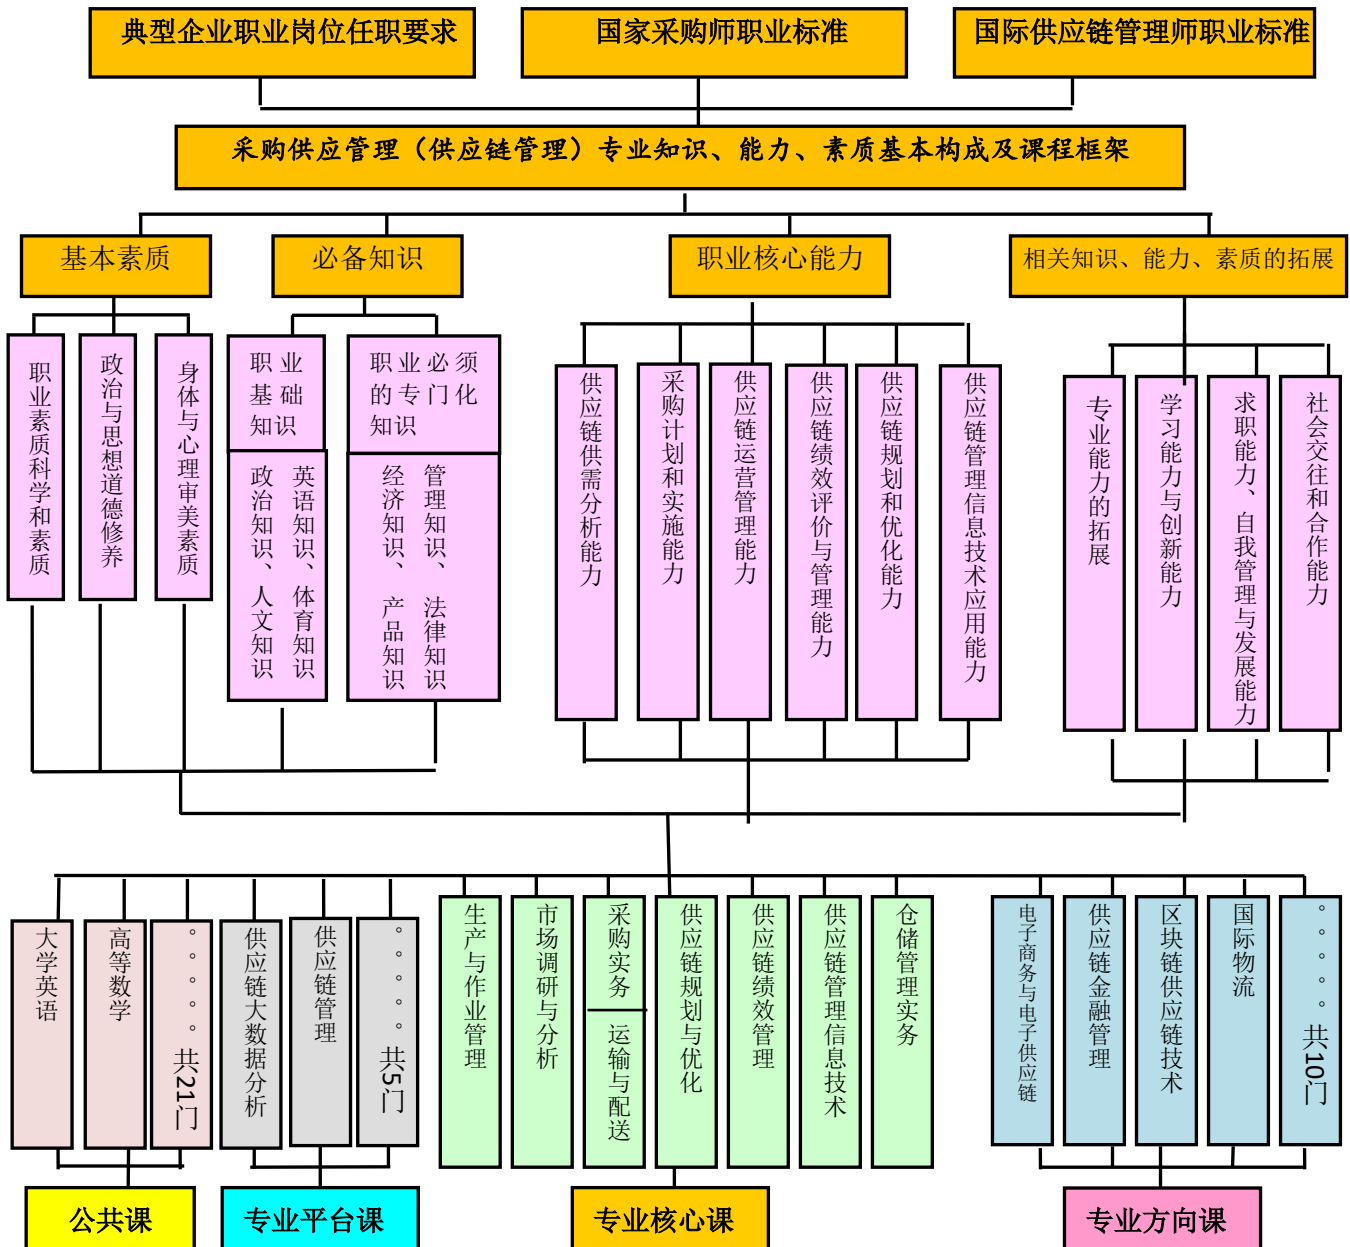 典型企业职业岗位任职要求
国家采购师职业标准
国际供应链管理师职业标准
采购供应管理（供应链管理）专业知识、能力、素质基本构成及课程框架
基本素质
必备知识
职业核心能力
相关知识、能力、素质的拓展
职业素质科学和素质
政治与思想道德修养
身体与心理审美素质
职业
基础
知识
英语知识、体育知识
政治知识、人文知识
职业必须
的专门化
知识
管理知识、法律知识
经济知识、产品知识
供应链供需分析能力
采购计划和实施能力
供应链运营管理能力
供应链绩效评价与管理能力
供应链规划和优化能力
供应链管理信息技术应用能力
专业能力的拓展
学习能力与创新能力
求职能力、自我管理与发展能力
社会交往和合作能力
大学英语
高等数学
。。。。。共21门
供应链大数据分析
供应链管理
。。。。。共5门
生产与作业管理
市场调研与分析
采购实务
运输与配送
供应链规划与优化
供应链绩效管理
供应链管理信息技术
仓储管理实务
电子商务与电子供应链
供应链金融管理
区块链供应链技术
国际物流
。。。。。共10门
公共课
专业平台课
专业核心课
专业方向课